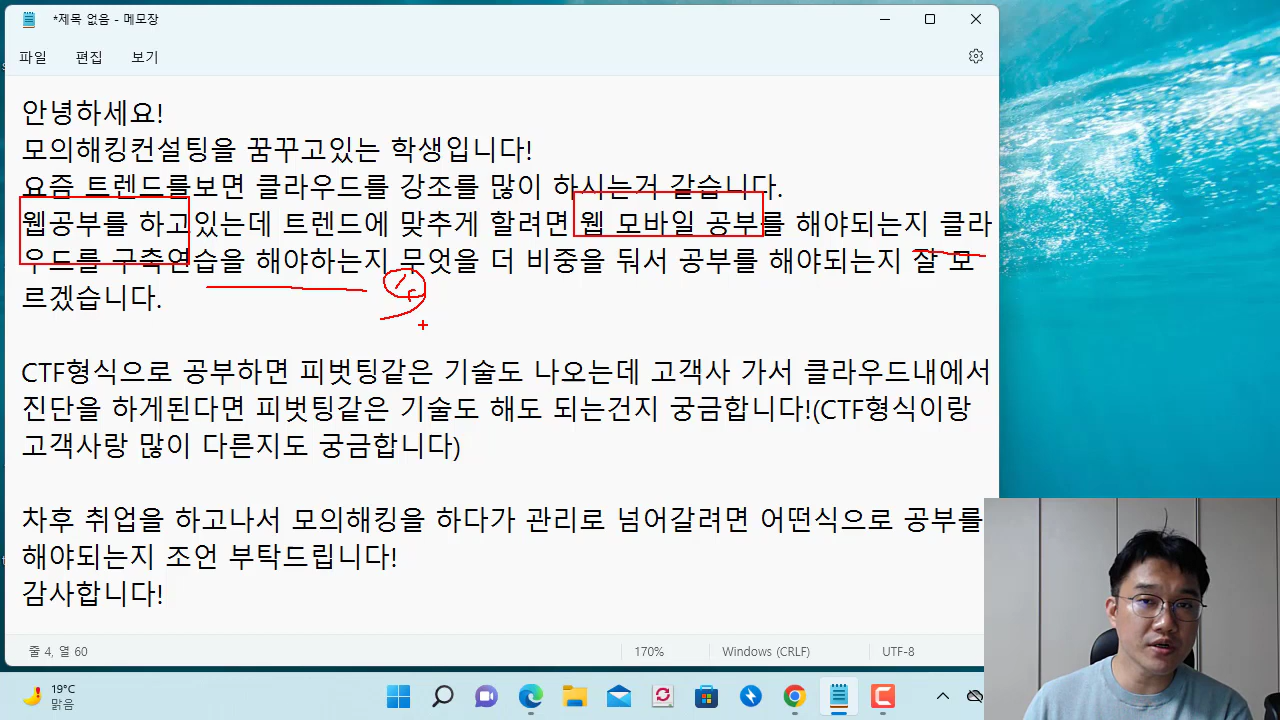 *제목 없음 - 메모장
파일 편집 보기
안녕하세요!
모의해킹컨설팅을 꿈꾸고있는 학생입니다!
요즘 트렌드를보면 클라우드를 강조를 많이 하시는거 같습니다.
웹공부를 하고있는데 트렌드에 맞추게 할려면 웹 모바일 공부를 해야되는지 클라
우드를 구축연습을 해야하는지 무엇을 더 비중을 둬서 공부를 해야되는지 잘 모
르겠습니다.
CTF형식으로 공부하면 피벗팅같은 기술도 나오는데 고객사 가서 클라우드내에서
진단을 하게된다면 피벗팅같은 기술도 해도 되는건지 궁금합니다!(CTF형식이랑
고객사랑 많이 다른지도 궁금합니다)
차후 취업을 하고나서 모의해킹을 하다가 관리로 넘어갈려면 어떤식으로 공부를
해야되는지 조언 부탁드립니다!
감사합니다!
줄 4, 열 60 170% Windows (CRLF) UTF-8
19°C
맑음